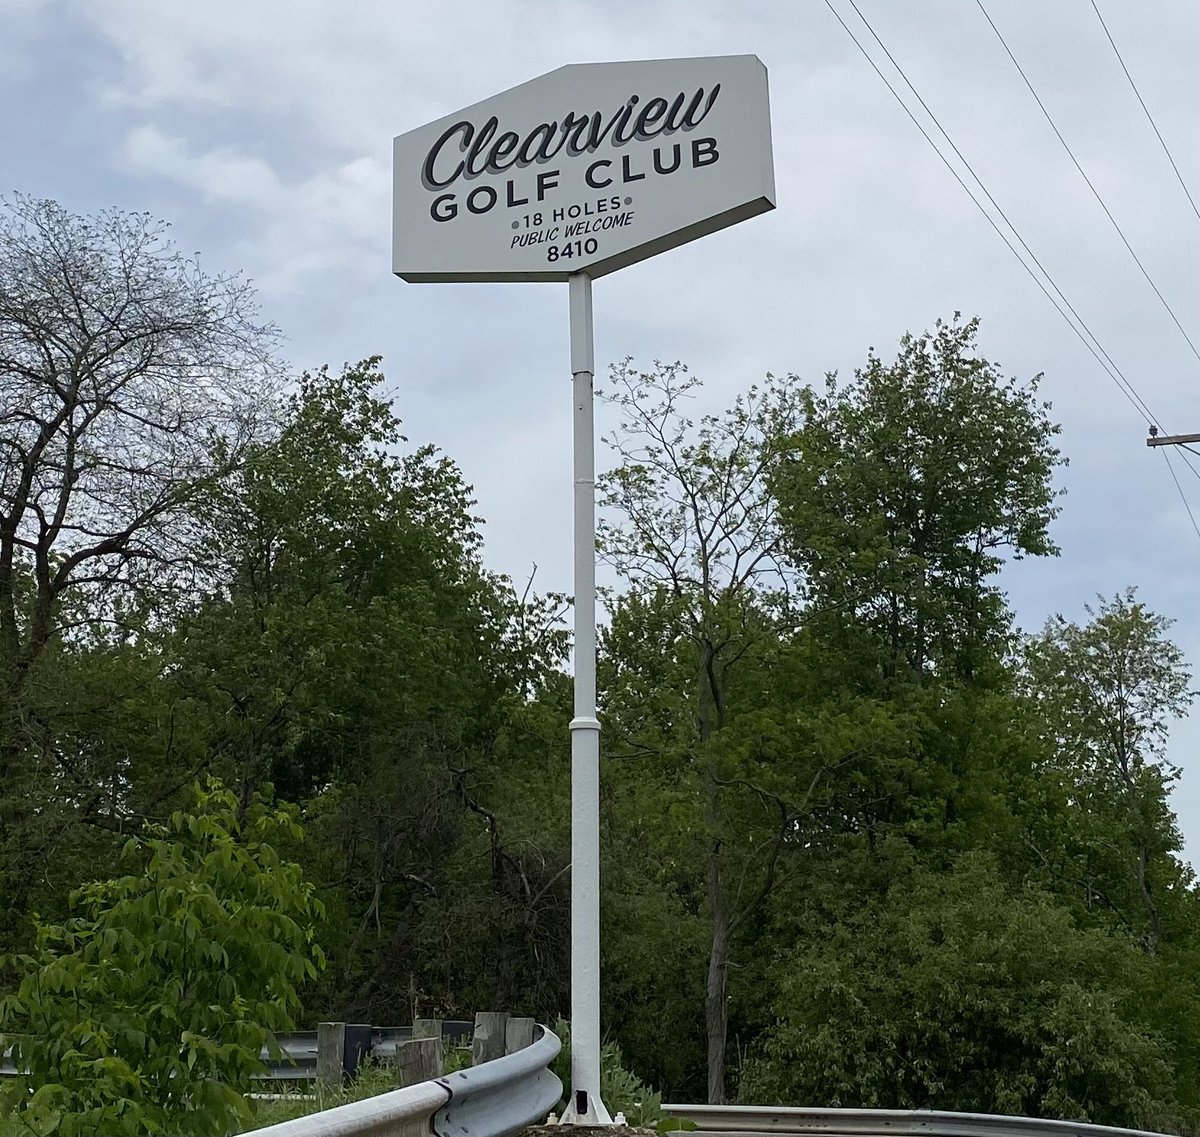 Clearview
GOLF CLUB
•18 HOLES•
PUBLIC WELCOME
8410